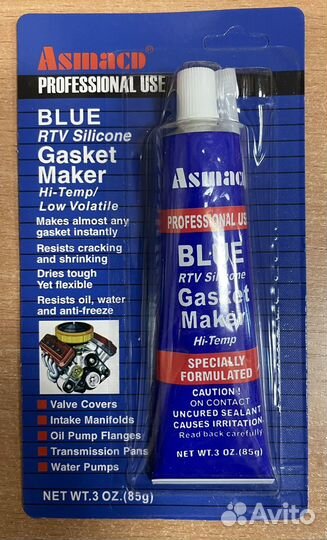 Asmaco®
PROFESSIONAL USE
BLUE
RTV Silicone
Gasket
Maker
Hi-Temp/
Low Volatile
Makes almost any
gasket instantly
Resists cracking
and shrinking
Dries tough
Yet flexible
Resists oil, water
and anti-freeze
Valve Covers
Intake Manifolds
Oil Pump Flanges
Transmission Pans
Water Pumps
NET WT.3 OZ.(85g)
Asmaco
PROFESSIONAL USE
BLUE
RTV Silicone
Gasket
Maker
Hi-Temp
SPECIALLY
FORMULATED
CAUTION!
ON CONTACT
UNCURED SEALANT
CAUSES IRRITATION.
Read back carefully
NET WT.3 OZ.(85g)
Avito